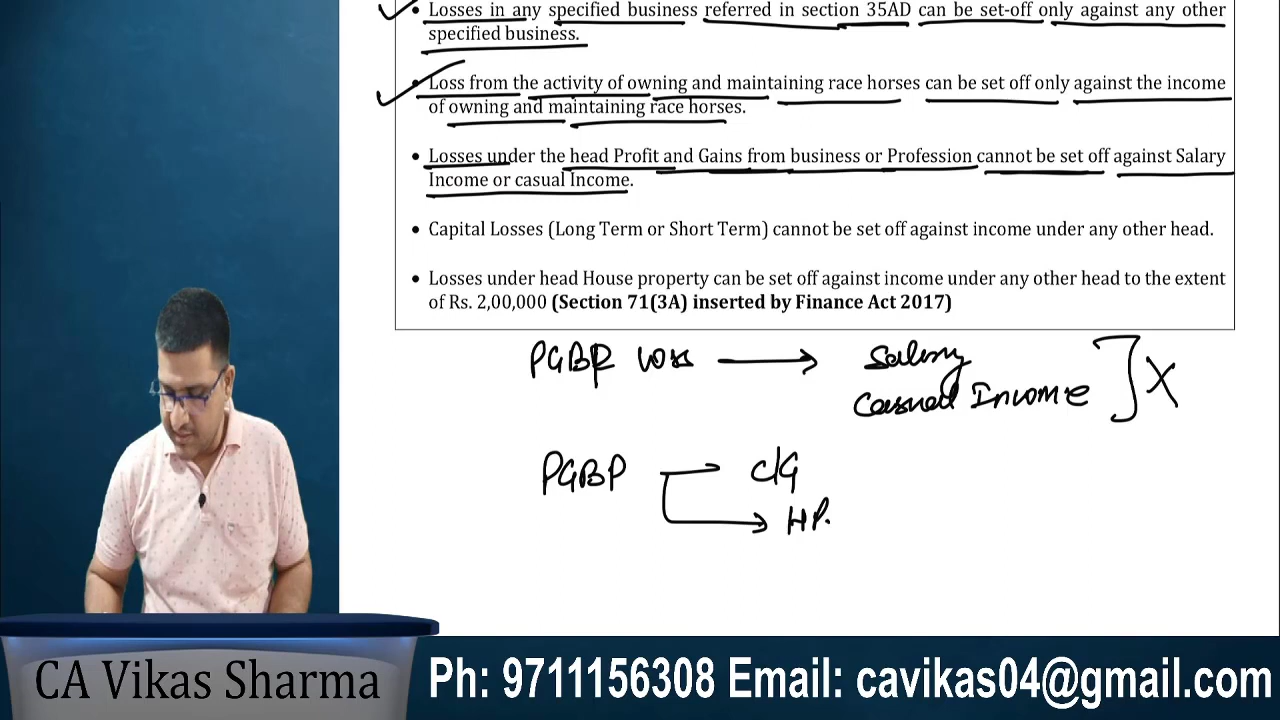 • Losses in any specified business referred in section 35AD can be set-off only against any other
specified business.
• Loss from the activity of owning and maintaining race horses can be set off only against the income
of owning and maintaining race horses.
• Losses under the head Profit and Gains from business or Profession cannot be set off against Salary
Income or casual Income.
• Capital Losses (Long Term or Short Term) cannot be set off against income under any other head.
• Losses under head House property can be set off against income under any other head to the extent
of Rs. 2,00,000 (Section 71(3A) inserted by Finance Act 2017)
PGBP Loss → Salary
Casual Income ] X
PGBP → C/G
→ HP.
CA Vikas Sharma
Ph: 9711156308 Email: cavikas04@gmail.com